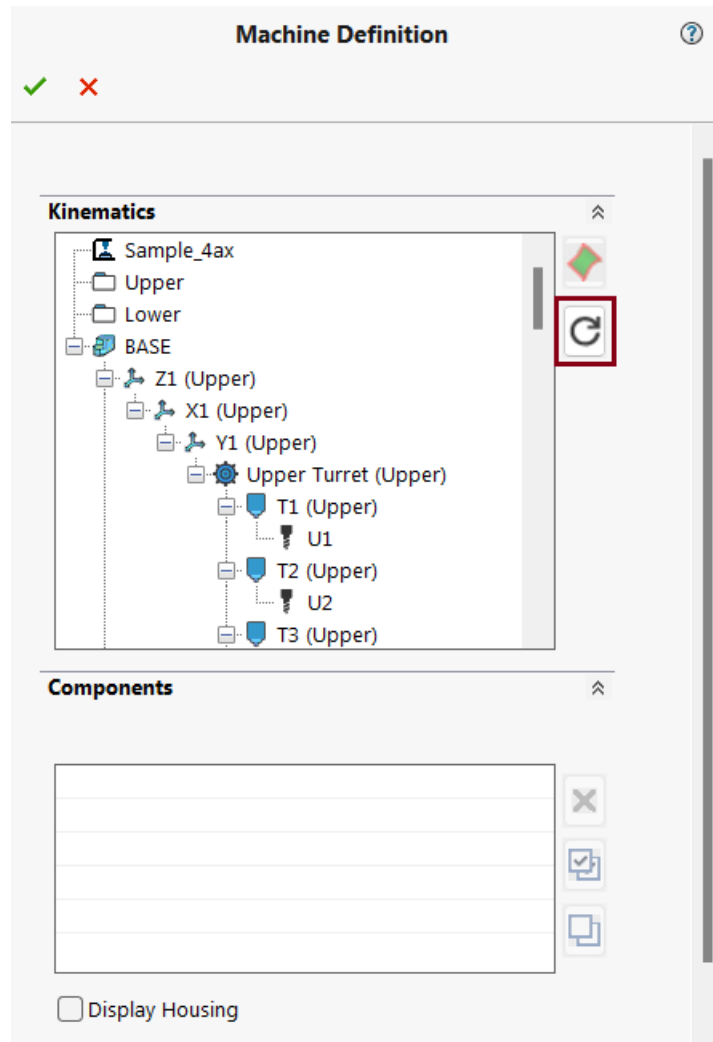 Machine Definition
Kinematics
Sample_4ax
Upper
Lower
BASE
Z1 (Upper)
X1 (Upper)
Y1 (Upper)
Upper Turret (Upper)
T1 (Upper)
U1
T2 (Upper)
U2
T3 (Upper)
Components
Display Housing